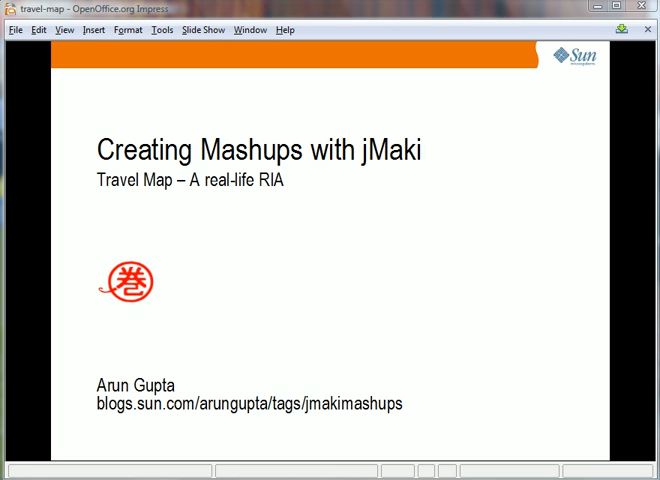 travel-map - OpenOffice.org Impress
File Edit View Insert Format Tools Slide Show Window Help
Sun
microsystems
Creating Mashups with jMaki
Travel Map – A real-life RIA
巻
Arun Gupta
blogs.sun.com/arungupta/tags/jmakimashups